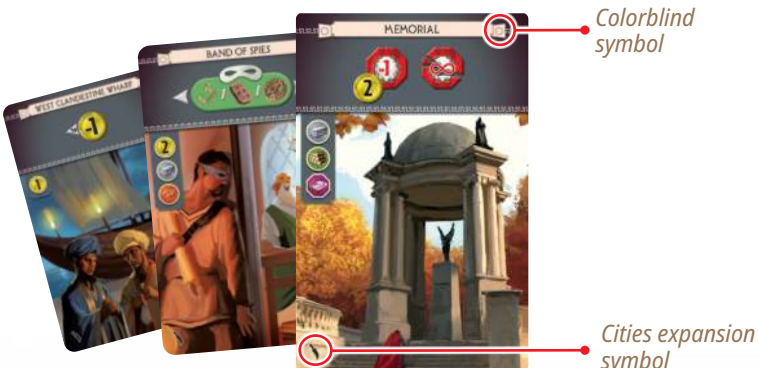 MEMORIAL
-1
2
BAND OF SPIES
/ /
2
WEST CLANDESTINE WHARF
-1
1
Colorblind
symbol
Cities expansion
symbol